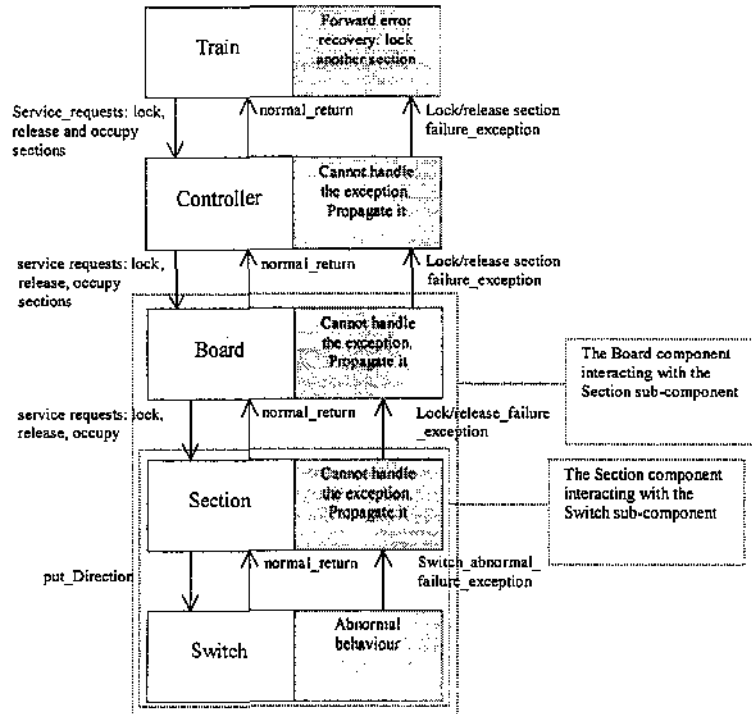 Train
Forward error
recovery: lock
another section
Service_requests: lock,
release and occupy
sections
normal_return
Lock/release section
failure_exception
Controller
Cannot handle
the exception.
Propagate it
service requests: lock,
release, occupy
sections
normal_return
Lock/release section
failure_exception
Board
Cannot handle
the exception.
Propagate it
The Board component
interacting with the
Section sub-component
service requests: lock,
release, occupy
normal_return
Lock/release_failure
_exception
Section
Cannot handle
the exception.
Propagate it
The Section component
interacting with the
Switch sub-component
put_Direction
normal_return
Switch_abnormal_
failure_exception
Switch
Abnormal
behaviour